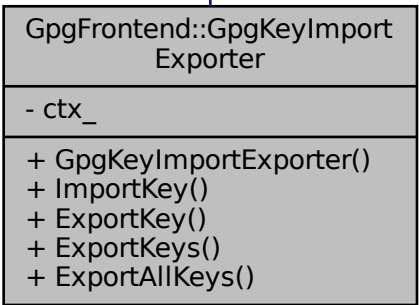 GpgFrontend::GpgKeyImport
Exporter
- ctx_
+ GpgKeyImportExporter()
+ ImportKey()
+ ExportKey()
+ ExportKeys()
+ ExportAllKeys()